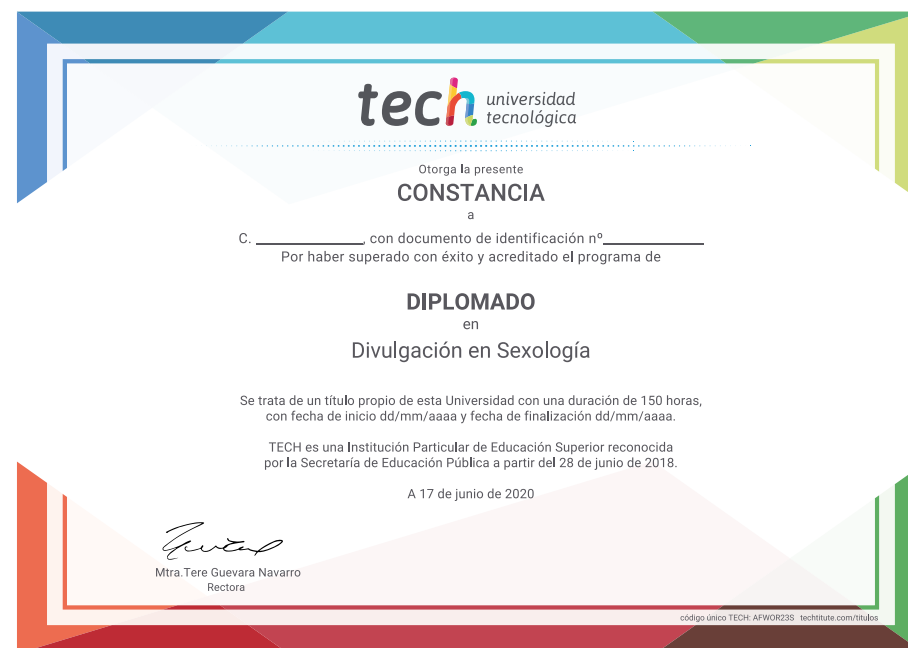 tech universidad
tecnológica
Otorga la presente
CONSTANCIA
a
C. ____________, con documento de identificación nº____________
Por haber superado con éxito y acreditado el programa de
DIPLOMADO
en
Divulgación en Sexología
Se trata de un título propio de esta Universidad con una duración de 150 horas,
con fecha de inicio dd/mm/aaaa y fecha de finalización dd/mm/aaaa.
TECH es una Institución Particular de Educación Superior reconocida
por la Secretaría de Educación Pública a partir del 28 de junio de 2018.
A 17 de junio de 2020
Mtra.Tere Guevara Navarro
Rectora
código único TECH: AFWOR23S techtitute.com/titulos